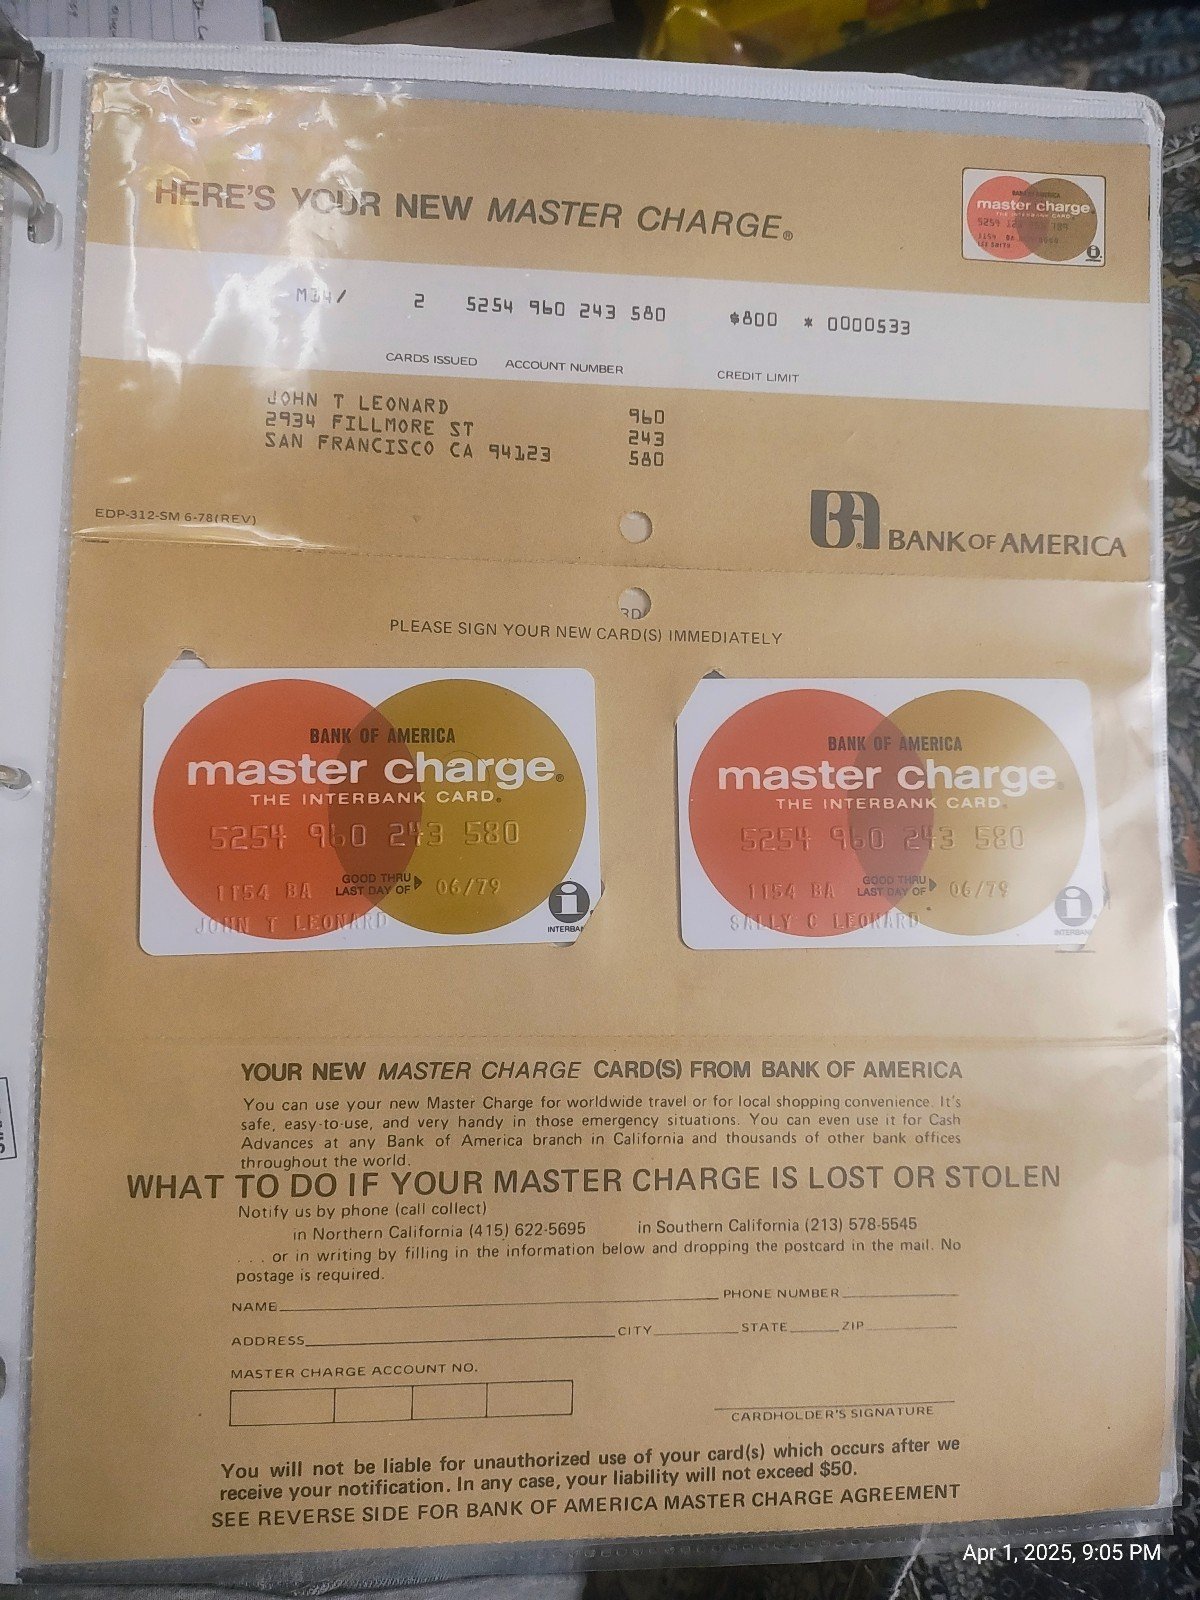 HERE'S YOUR NEW MASTER CHARGE®
BANK OF AMERICA
master charge
THE INTERBANK CARD
5259
1154 BA
2 5254 960 243 580 $800 * 0000533
CARDS ISSUED ACCOUNT NUMBER CREDIT LIMIT
JOHN T LEONARD 960
2934 FILLMORE ST 243
SAN FRANCISCO CA 94123 580
EDP-312-SM 6-78(REV)
BA BANK OF AMERICA
RD
PLEASE SIGN YOUR NEW CARD(S) IMMEDIATELY
BANK OF AMERICA
master charge®
THE INTERBANK CARD®
5254 960 243 580
GOOD THRU
1154 BA LAST DAY OF 06/79
JOHN T LEONARD
i
INTERBAN
BANK OF AMERICA
master charge
THE INTERBANK CARD
5254 960 243 580
GOOD THRU
1154 BA LAST DAY OF 06/79
SALLY C LEONARD
i
INTERBAN
YOUR NEW MASTER CHARGE CARD(S) FROM BANK OF AMERICA
You can use your new Master Charge for worldwide travel or for local shopping convenience. It's
safe, easy-to-use, and very handy in those emergency situations. You can even use it for Cash
Advances at any Bank of America branch in California and thousands of other bank offices
throughout the world.
WHAT TO DO IF YOUR MASTER CHARGE IS LOST OR STOLEN
Notify us by phone (call collect)
in Northern California (415) 622-5695 in Southern California (213) 578-5545
. . . or in writing by filling in the information below and dropping the postcard in the mail. No
postage is required.
NAME PHONE NUMBER
ADDRESS CITY STATE ZIP
MASTER CHARGE ACCOUNT NO.
CARDHOLDER'S SIGNATURE
You will not be liable for unauthorized use of your card(s) which occurs after we
receive your notification. In any case, your liability will not exceed $50.
SEE REVERSE SIDE FOR BANK OF AMERICA MASTER CHARGE AGREEMENT
Apr 1, 2025, 9:05 PM